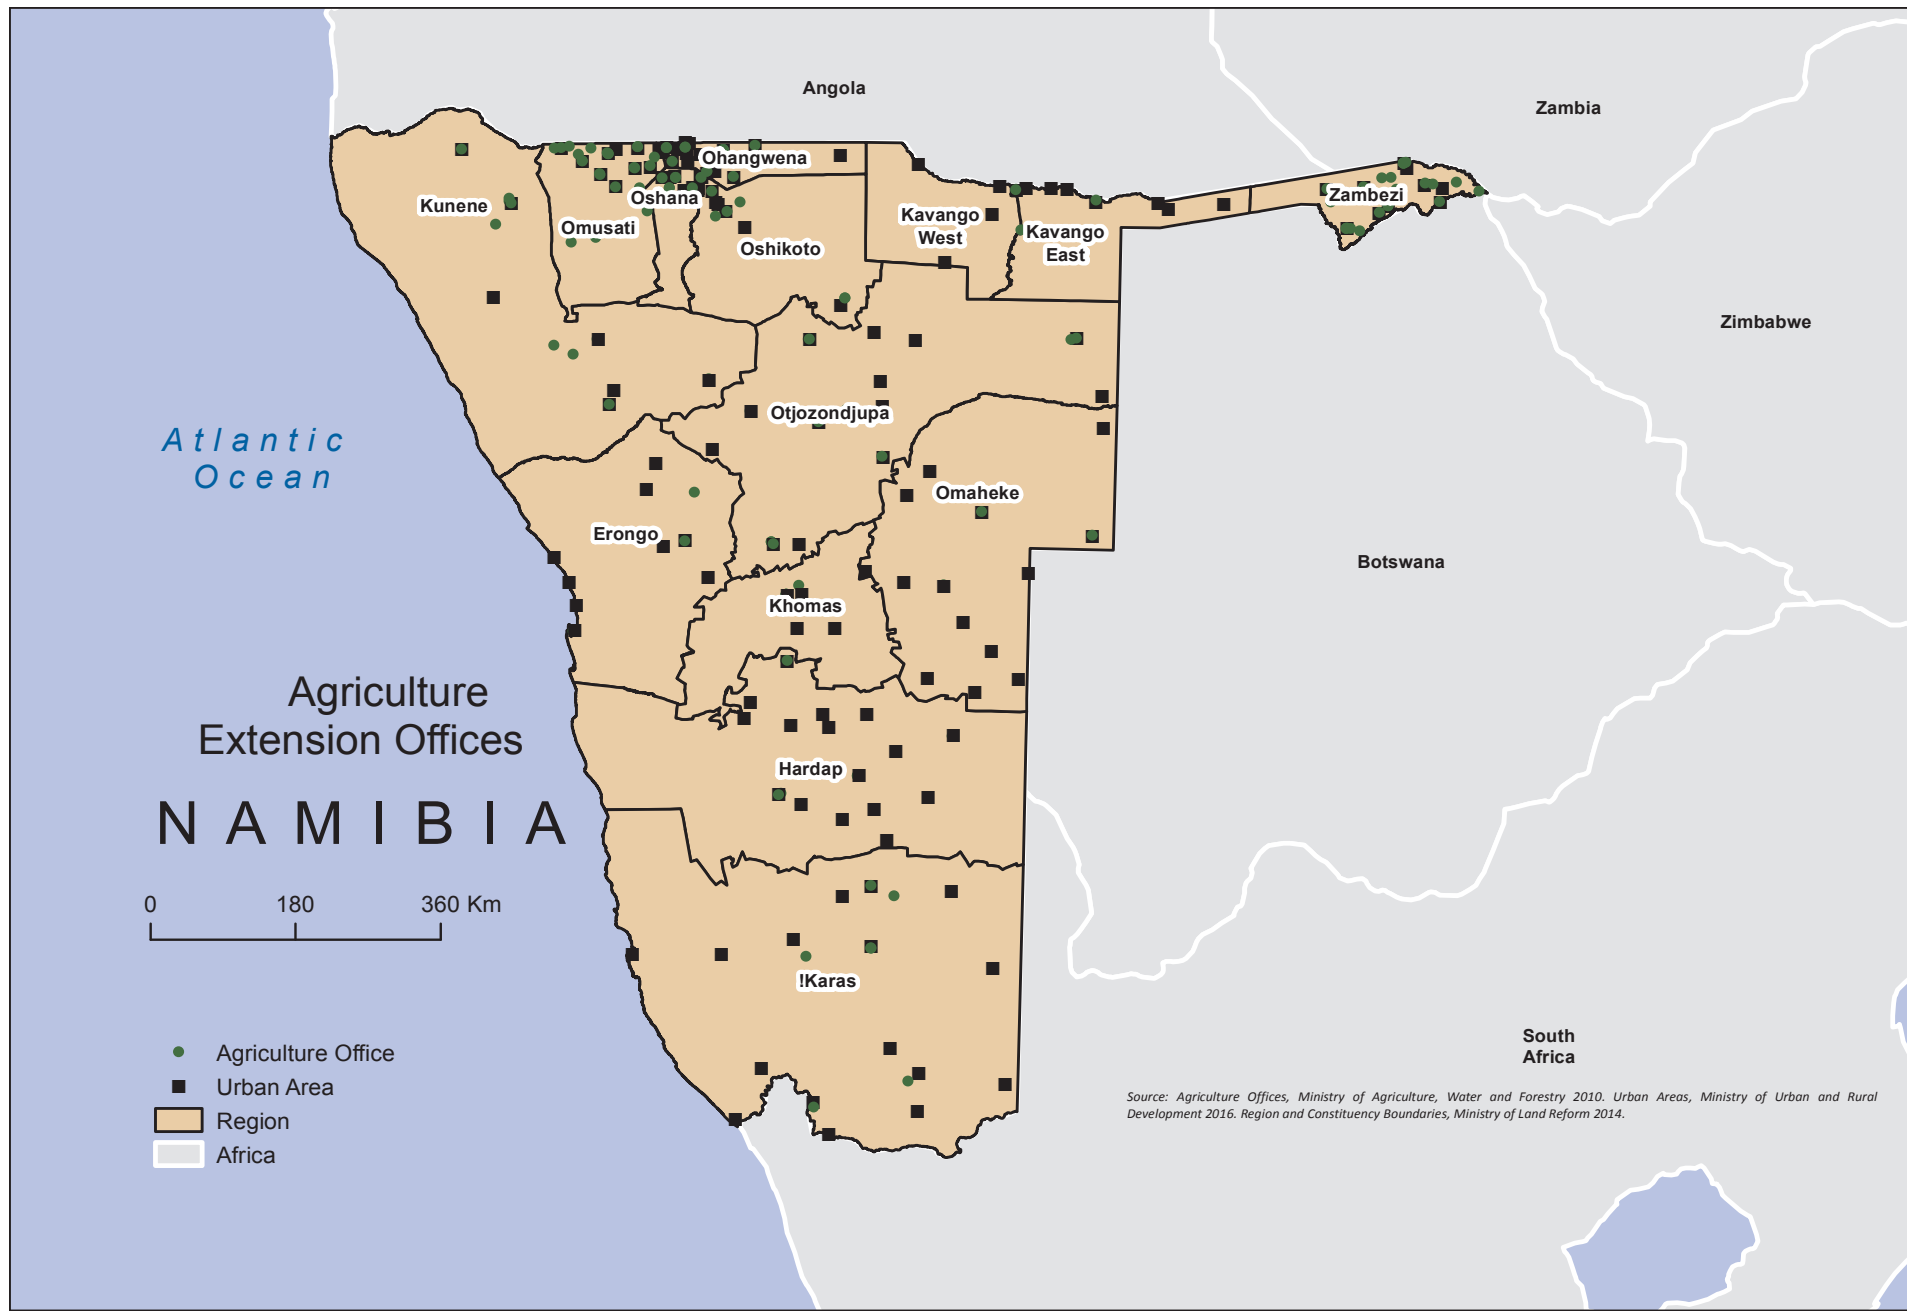 Angola
Zambia
Ohangwena
Kunene
Oshana
Zambezi
Omusati
Kavango
West
Kavango
East
Oshikoto
Zimbabwe
Otjozondjupa
Atlantic
Ocean
Omaheke
Erongo
Botswana
Khomas
Agriculture
Extension Offices
NAMIBIA
Hardap
0 180 360 Km
!Karas
South
Africa
Agriculture Office
Urban Area
Region
Africa
Source: Agriculture Offices, Ministry of Agriculture, Water and Forestry 2010. Urban Areas, Ministry of Urban and Rural
Development 2016. Region and Constituency Boundaries, Ministry of Land Reform 2014.